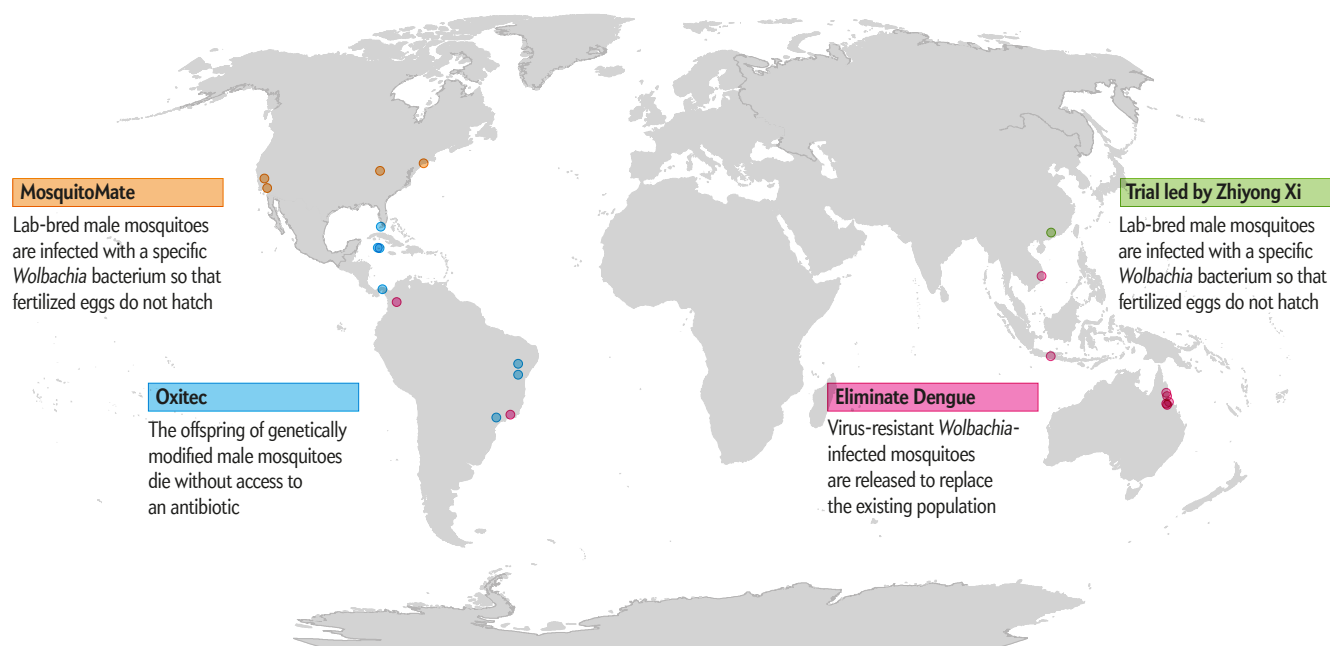 MosquitoMate
Lab-bred male mosquitoes
are infected with a specific
Wolbachia bacterium so that
fertilized eggs do not hatch
Oxitec
The offspring of genetically
modified male mosquitoes
die without access to
an antibiotic
Eliminate Dengue
Virus-resistant Wolbachia-
infected mosquitoes
are released to replace
the existing population
Trial led by Zhiyong Xi
Lab-bred male mosquitoes
are infected with a specific
Wolbachia bacterium so that
fertilized eggs do not hatch